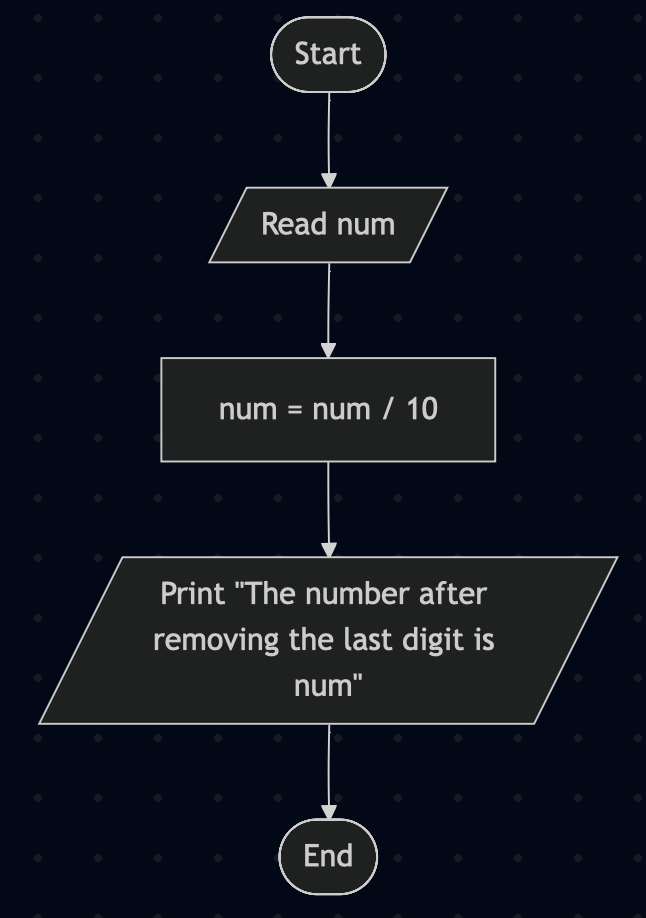 Start
Read num
num = num / 10
Print "The number after
removing the last digit is
num"
End